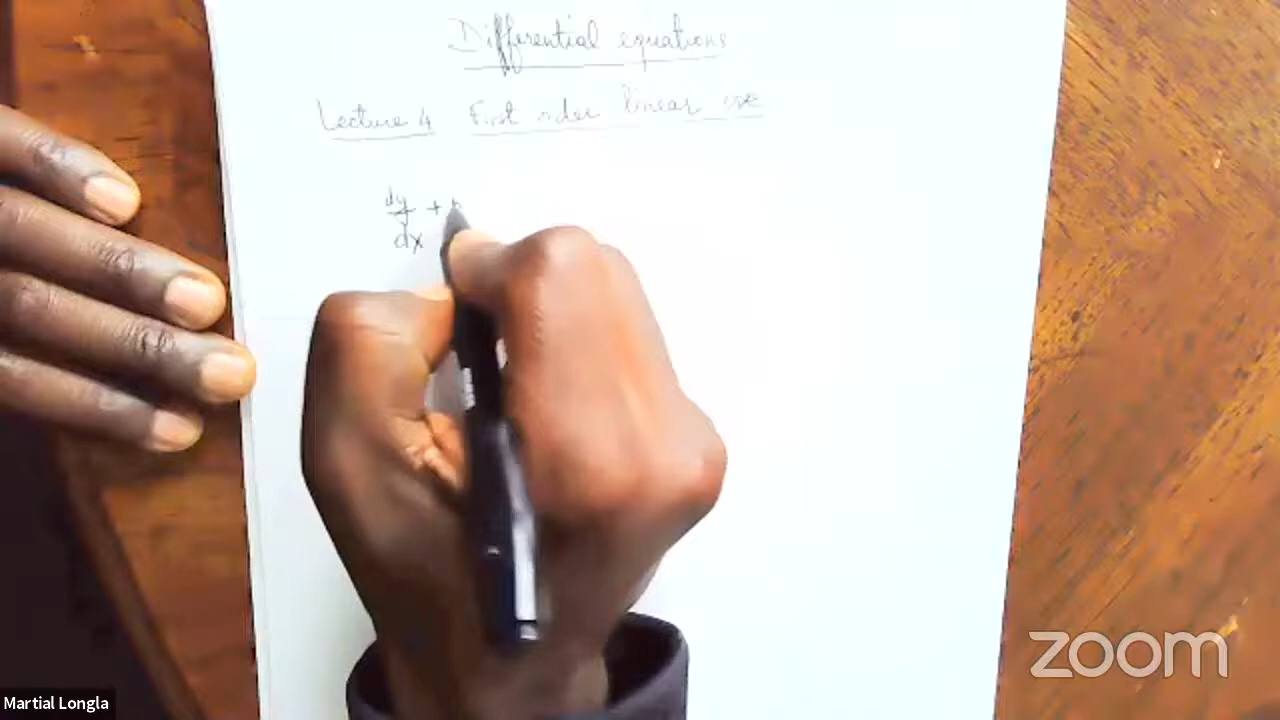 Differential equations
Lecture 4 First order linear ODE
dy
dx +
zoom
Martial Longla